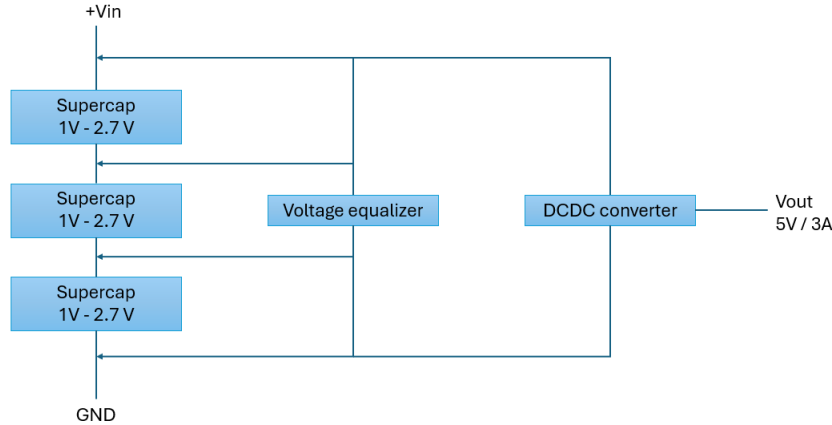 +Vin
Supercap
1V - 2.7 V
Supercap
1V - 2.7 V
Voltage equalizer
DCDC converter
Vout
5V / 3A
Supercap
1V - 2.7 V
GND